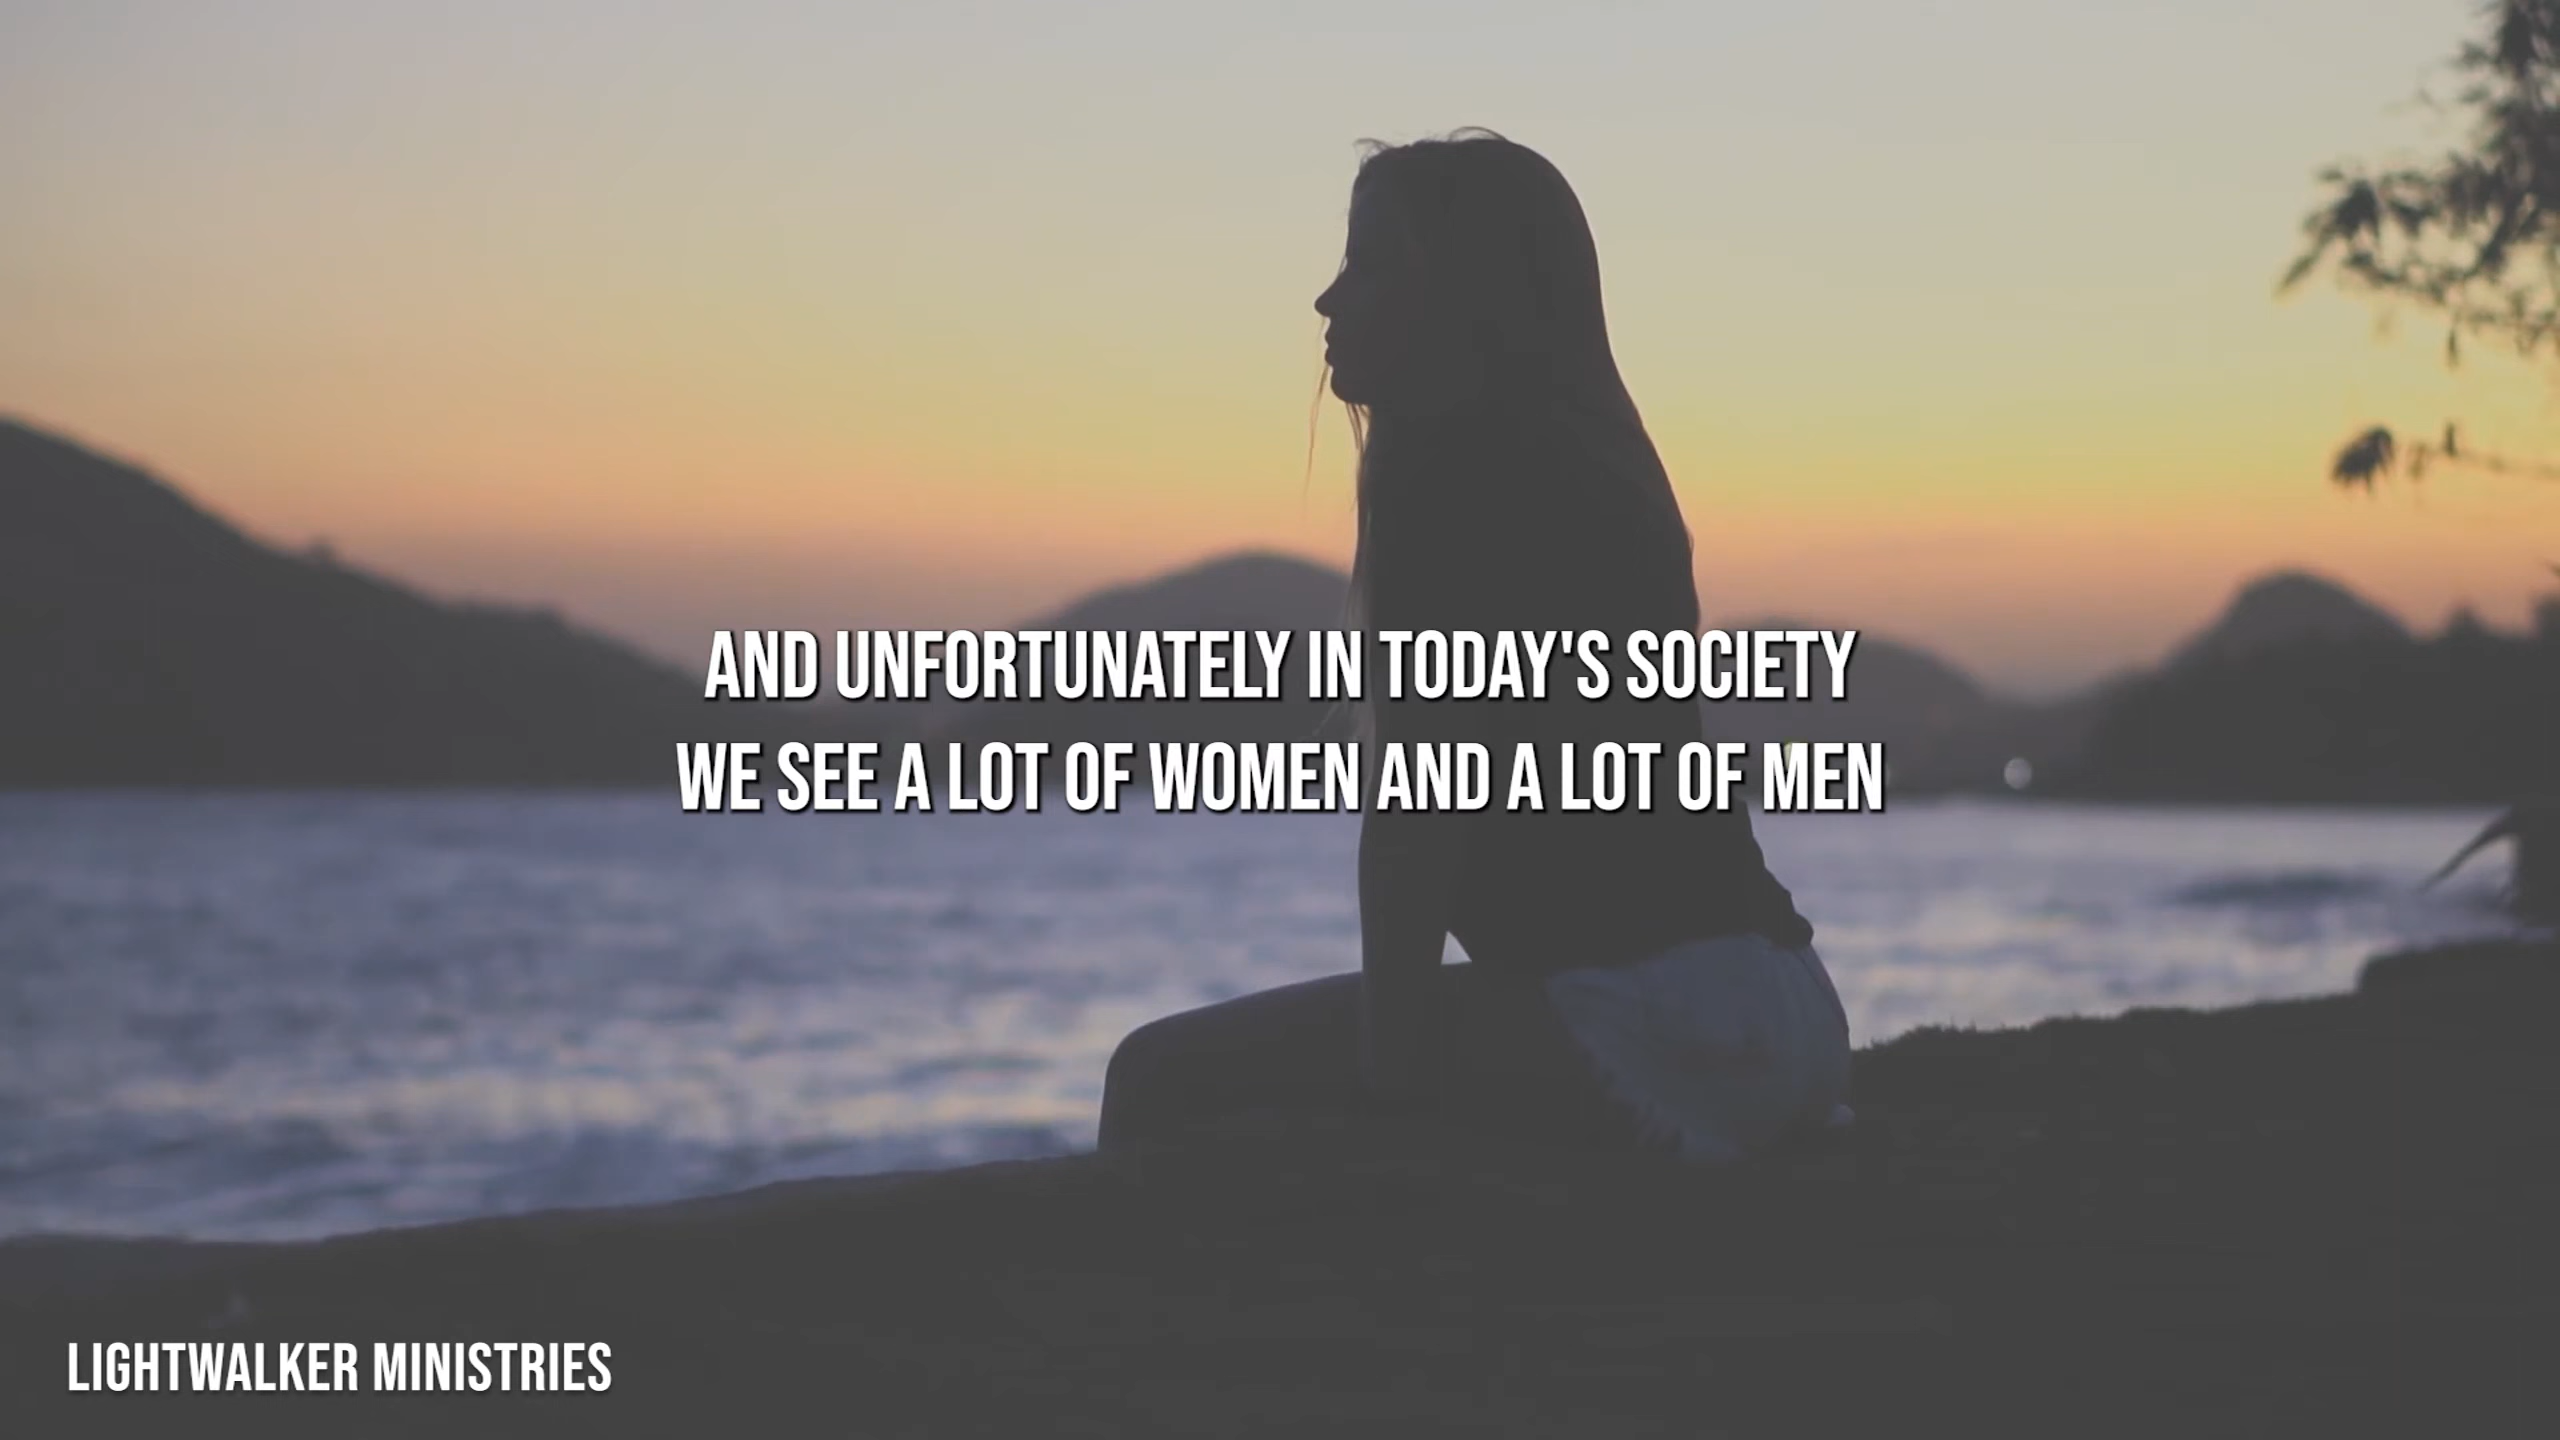 AND UNFORTUNATELY IN TODAY'S SOCIETY
WE SEE A LOT OF WOMEN AND A LOT OF MEN
LIGHTWALKER MINISTRIES